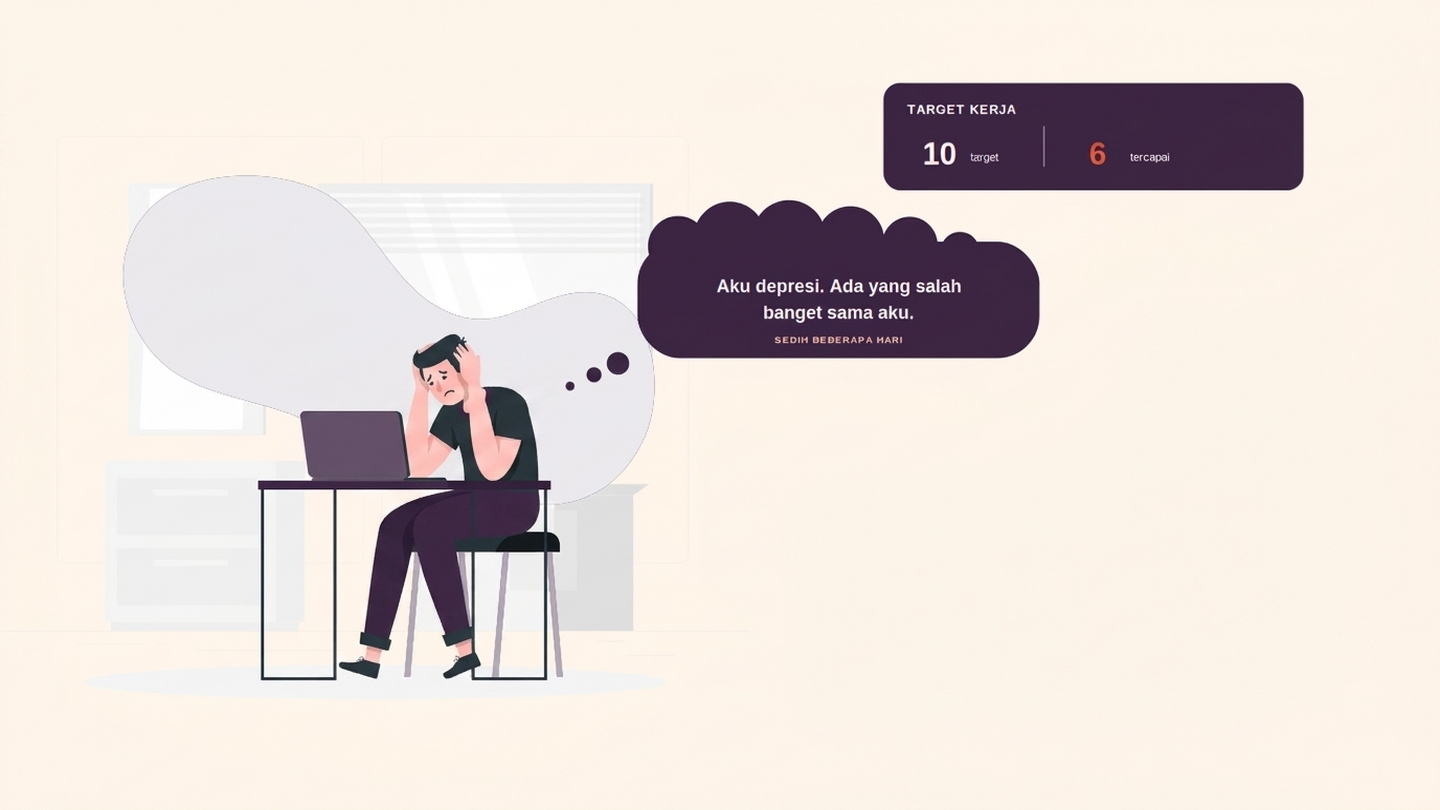 TARGET KERJA
10 target
6 tercapai
Aku depresi. Ada yang salah
banget sama aku.
SEDIH BEBERAPA HARI